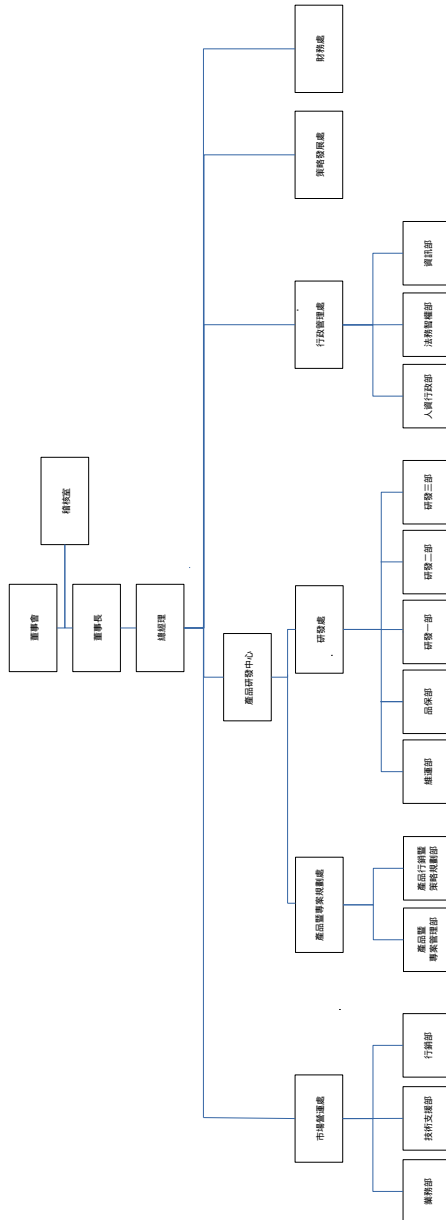 董事會
稽核室
董事長
總經理
產品研發中心
市場營運處
產品暨專案規劃處
研發處
行政管理處
策略發展處
財務處
業務部
技術支援部
行銷部
產品暨
專案管理部
產品行銷暨
策略規劃部
維運部
品保部
研發一部
研發二部
研發三部
人資行政部
法務智權部
資訊部